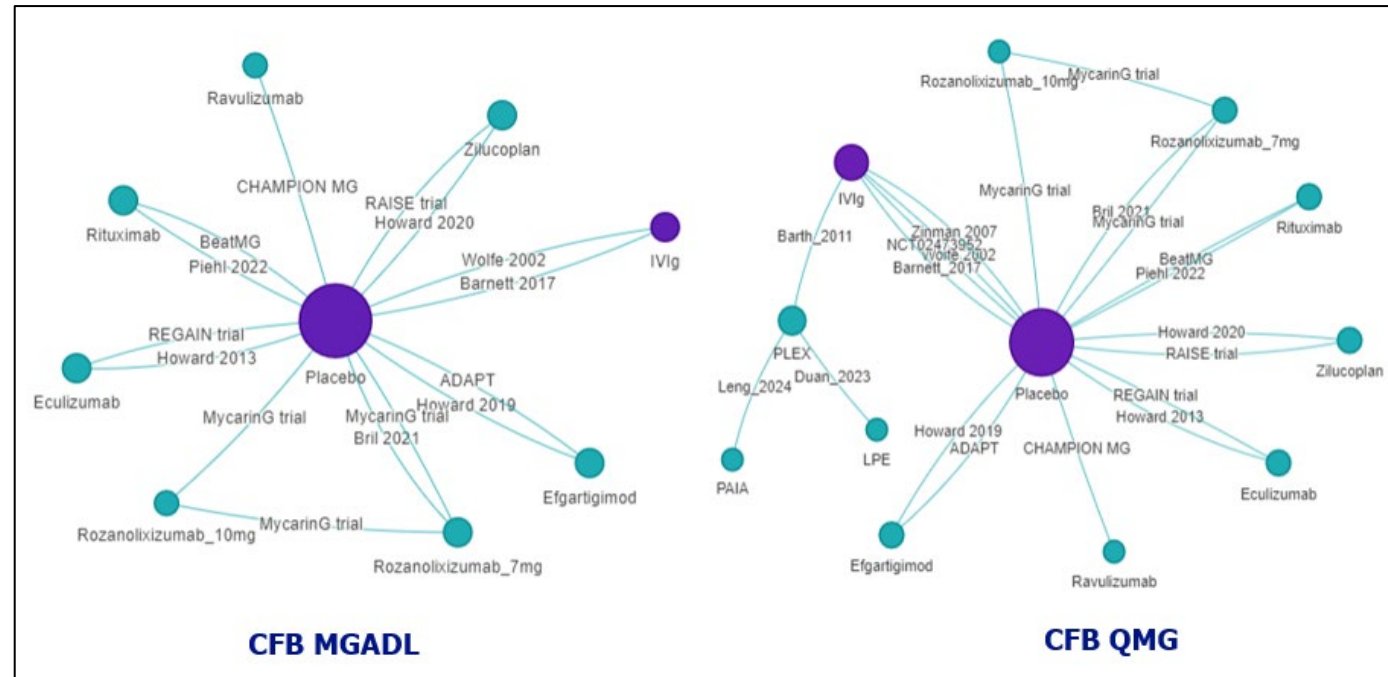 Ravulizumab
Zilucoplan
CHAMPION MG
RAISE trial
Howard 2020
Rituximab
BeatMG
Piehl 2022
IVIg
Wolfe 2002
Barnett 2017
REGAIN trial
Howard 2013
Eculizumab
Placebo
ADAPT
Howard 2019
MycarinG trial
MycarinG trial
Bril 2021
Efgartigimod
Rozanolixizumab_10mg
MycarinG trial
Rozanolixizumab_7mg
CFB MGADL
Rozanolixizumab_10mg
MycarinG trial
Rozanolixizumab_7mg
IVIg
MycarinG trial
Bril 2021
MycarinG trial
Rituximab
Barth_2011
Zinman 2007
NCT02473952
Wolfe 2002
Barnett_2017
BeatMG
Piehl 2022
Howard 2020
RAISE trial
Zilucoplan
PLEX
Placebo
Leng_2024
Duan_2023
REGAIN trial
Howard 2013
Howard 2019
ADAPT
CHAMPION MG
LPE
PAIA
Eculizumab
Efgartigimod
Ravulizumab
CFB QMG